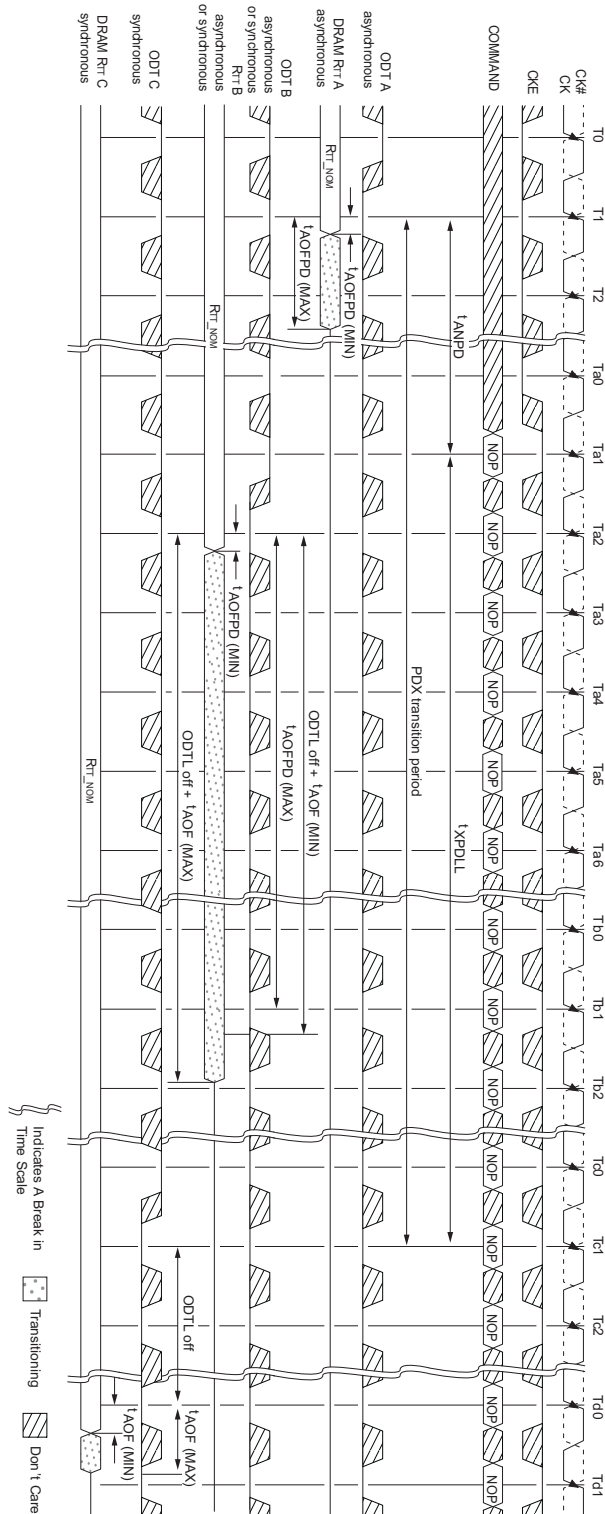 T0 T1 T2 Ta0 Ta1 Ta2 Ta3 Ta4 Ta5 Ta6 Tb0 Tb1 Tb2 Tc0 Tc1 Tc2 Td0 Td1
CK#
CK
CKE
COMMAND
NOP NOP NOP NOP NOP NOP NOP NOP NOP NOP NOP NOP NOP NOP
tANPD
tXPDLL
PDX transition period
ODT A
asynchronous
tAOFPD (MIN)
DRAM RTT A
asynchronous
RTT_NOM
tAOFPD (MAX)
ODTL off + tAOF (MIN)
tAOFPD (MAX)
ODT B
asynchronous
or synchronous
tAOFPD (MIN)
RTT B
asynchronous
or synchronous
RTT_NOM
ODTL off + tAOF (MAX)
ODTL off
tAOF (MAX)
ODT C
synchronous
tAOF (MIN)
DRAM RTT C
synchronous
RTT_NOM
Indicates A Break in
Time Scale
Transitioning
Don't Care